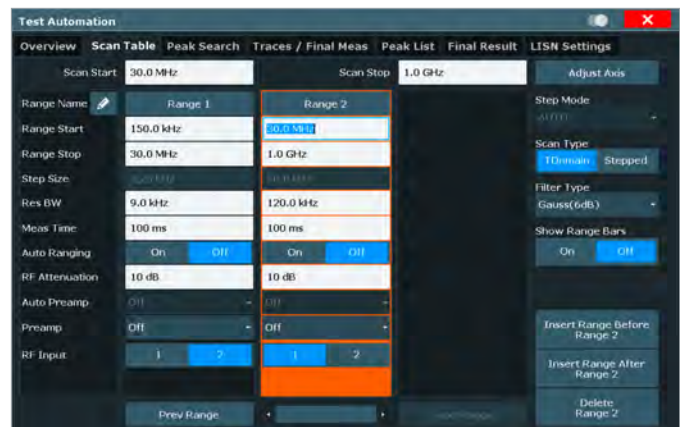 Test Automation
Overview Scan Table Peak Search Traces / Final Meas Peak List Final Result LISN Settings
Scan Start 30.0 MHz Scan Stop 1.0 GHz Adjust Axis
Range Name Range 1 Range 2 Step Mode
Range Start 150.0 kHz 30.0 MHz AUTO
Range Stop 30.0 MHz 1.0 GHz Scan Type
TDomain Stepped
Step Size Filter Type
Res BW 9.0 kHz 120.0 kHz Gauss(6dB)
Meas Time 100 ms 100 ms Show Range Bars
Auto Ranging On Off On Off On Off
RF Attenuation 10 dB 10 dB
Auto Preamp Off Off
Preamp Off Off Insert Range Before Range 2
RF Input 1 2 1 2 Insert Range After Range 2
Prev Range Delete Range 2